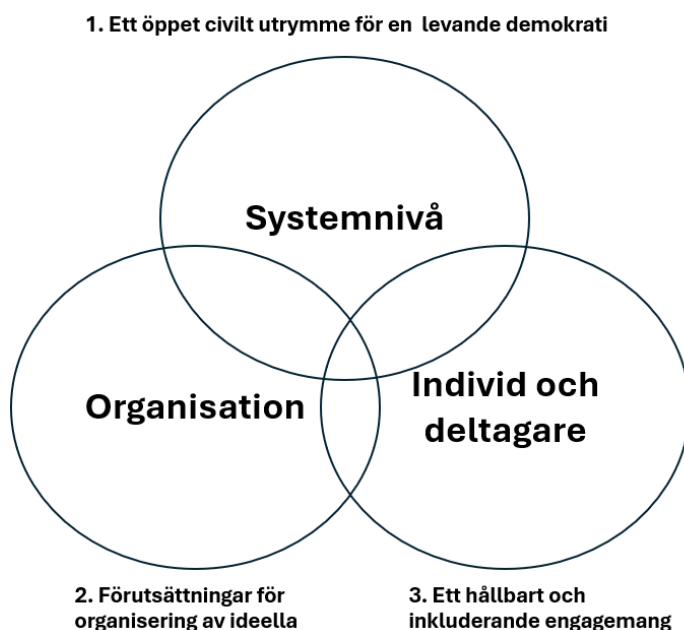 1. Ett öppet civilt utrymme för en levande demokrati
Systemnivå
Organisation
Individ och
deltagare
2. Förutsättningar för
organisering av ideella
3. Ett hållbart och
inkluderande engagemang